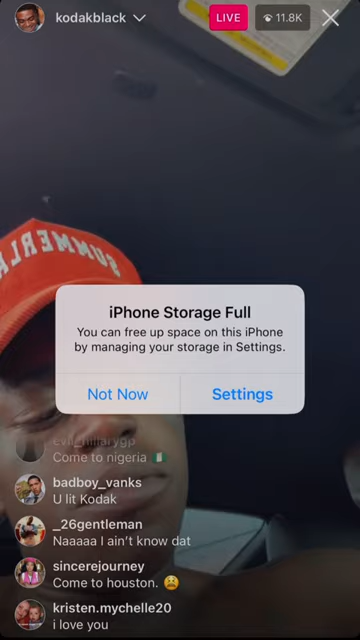 kodakblack
LIVE
11.8K
SUMMERLR
iPhone Storage Full
You can free up space on this iPhone
by managing your storage in Settings.
Not Now
Settings
evil_hillarygp
Come to nigeria 🇳🇬
badboy_vanks
U lit Kodak
_26gentleman
Naaaaa I ain't know dat
sincerejourney
Come to houston. 😫
kristen.mychelle20
i love you